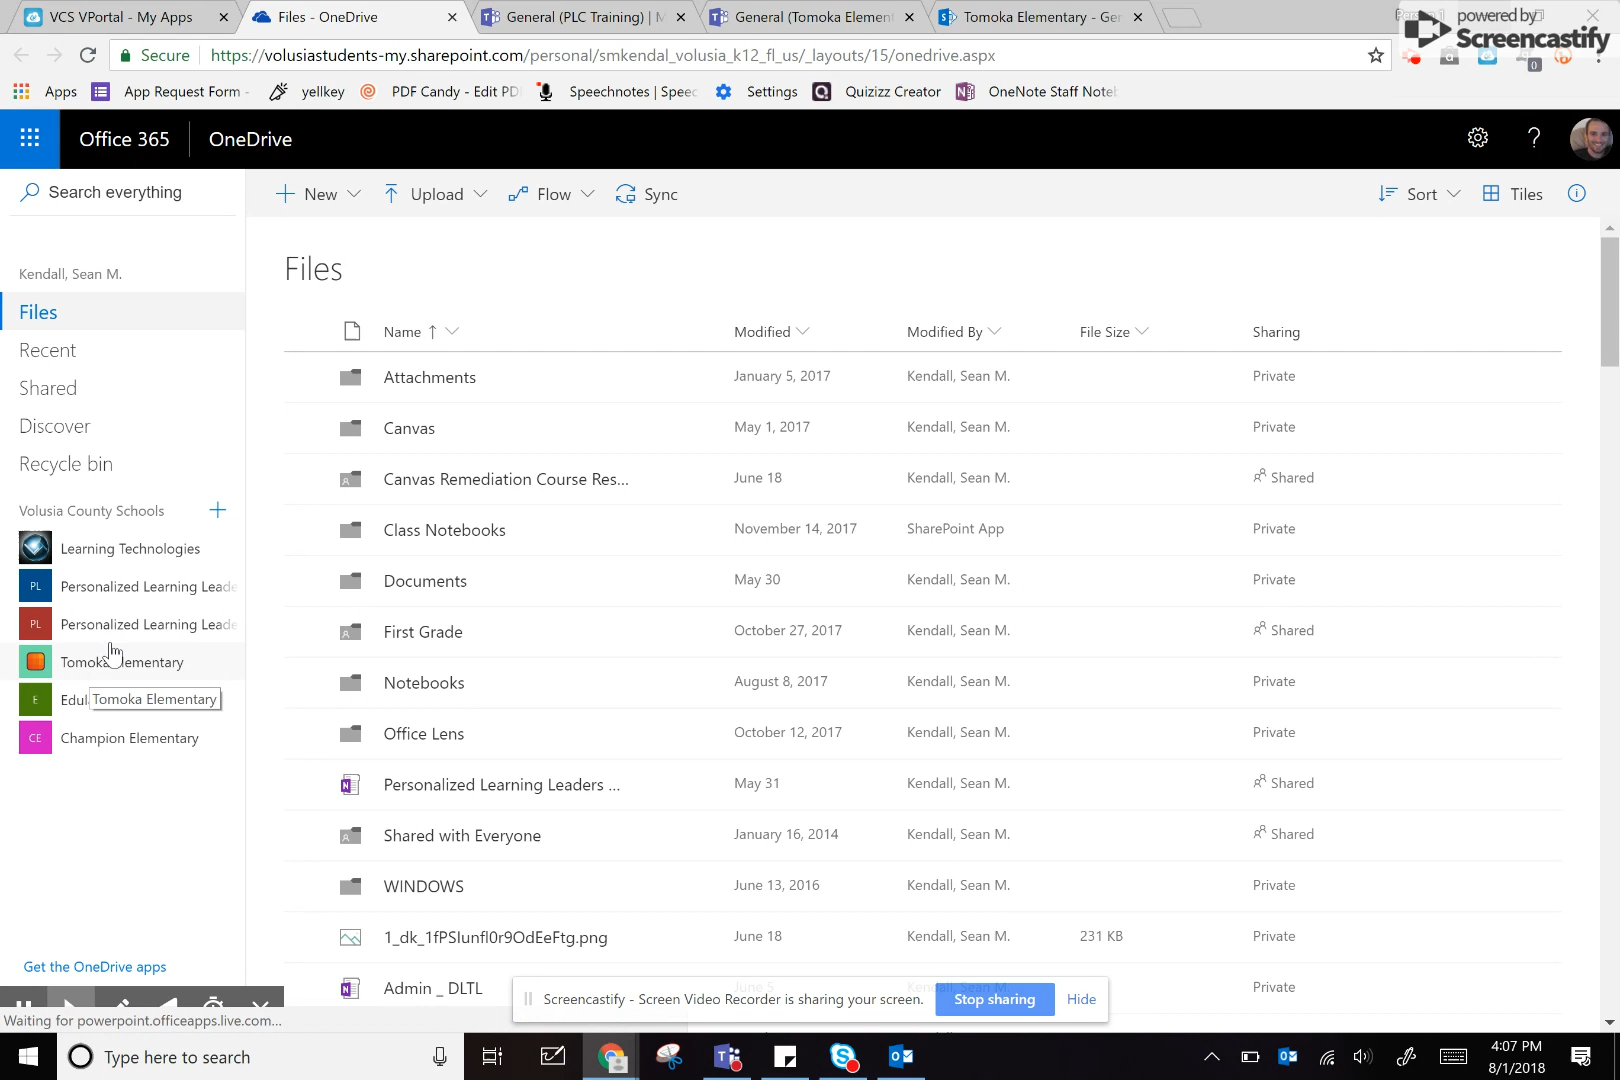 VCS VPortal - My Apps
Files - OneDrive
General (PLC Training) |
General (Tomoka Element
Tomoka Elementary - Ger
powered by
Screencastify
Secure
https://volusiastudents-my.sharepoint.com/personal/smkendal_volusia_k12_fl_us/_layouts/15/onedrive.aspx
0
Apps
App Request Form -
yellkey
PDF Candy - Edit PD
Speechnotes | Speec
Settings
Quizizz Creator
OneNote Staff Note
Office 365
OneDrive
?
Search everything
New
Upload
Flow
Sync
Sort
Tiles
Kendall, Sean M.
Files
Recent
Shared
Discover
Recycle bin
Volusia County Schools
Learning Technologies
PL
Personalized Learning Leade
PL
Personalized Learning Leade
Tomoka Elementary
E
Edul
Tomoka Elementary
CE
Champion Elementary
Get the OneDrive apps
Files
Name
Modified
Modified By
File Size
Sharing
Attachments January 5, 2017 Kendall, Sean M. Private
Canvas May 1, 2017 Kendall, Sean M. Private
Canvas Remediation Course Res... June 18 Kendall, Sean M. Shared
Class Notebooks November 14, 2017 SharePoint App Private
Documents May 30 Kendall, Sean M. Private
First Grade October 27, 2017 Kendall, Sean M. Shared
Notebooks August 8, 2017 Kendall, Sean M. Private
Office Lens October 12, 2017 Kendall, Sean M. Private
Personalized Learning Leaders ... May 31 Kendall, Sean M. Shared
Shared with Everyone January 16, 2014 Kendall, Sean M. Shared
WINDOWS June 13, 2016 Kendall, Sean M. Private
1_dk_1fPSIunfl0r9OdEeFtg.png June 18 Kendall, Sean M. 231 KB Private
Admin _ DLTL June 5 Private
Screencastify - Screen Video Recorder is sharing your screen.
Stop sharing
Hide
Waiting for powerpoint.officeapps.live.com...
Type here to search
4:07 PM
8/1/2018